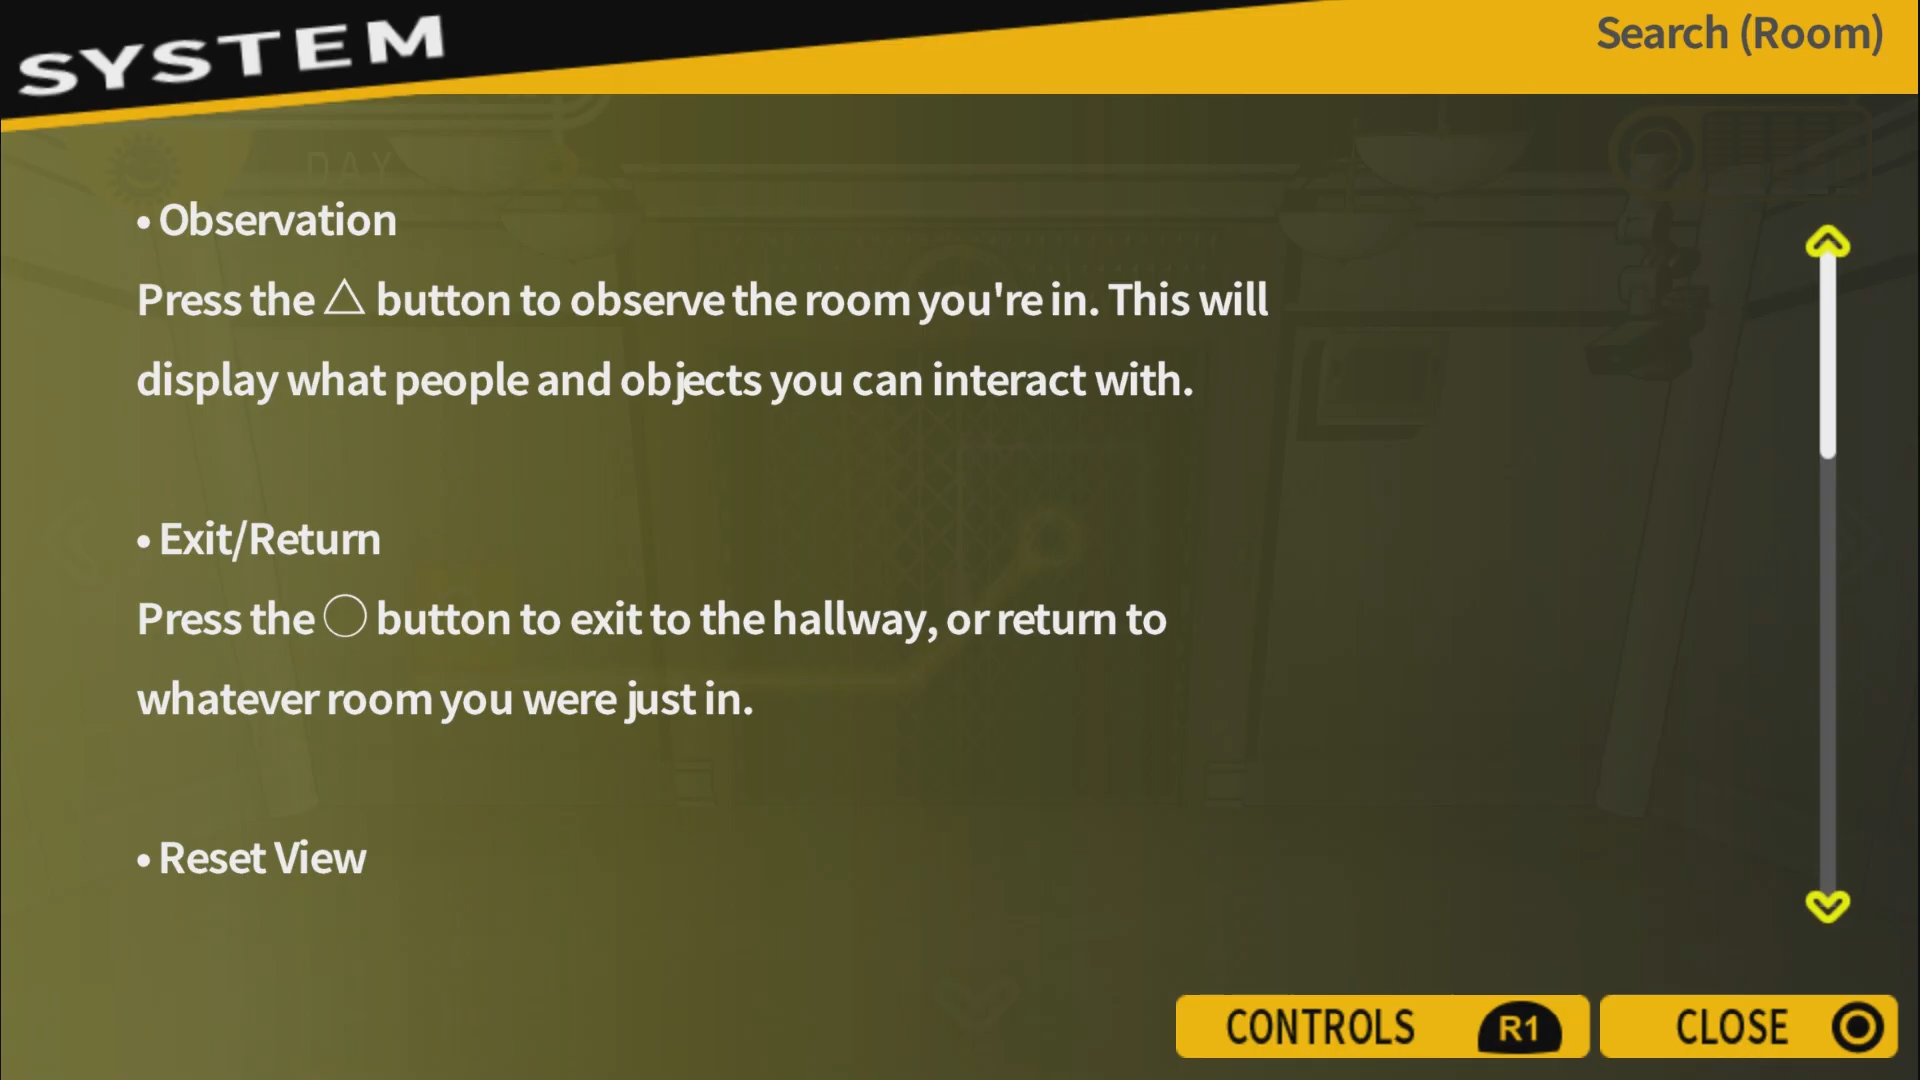 SYSTEM
Search (Room)
DAY
• Observation
Press the △ button to observe the room you're in. This will
display what people and objects you can interact with.
• Exit/Return
Press the ○ button to exit to the hallway, or return to
whatever room you were just in.
• Reset View
CONTROLS R1
CLOSE